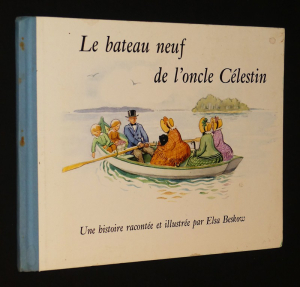 Le bateau neuf
de l'oncle Célestin
Une histoire racontée et illustrée par Elsa Beskow